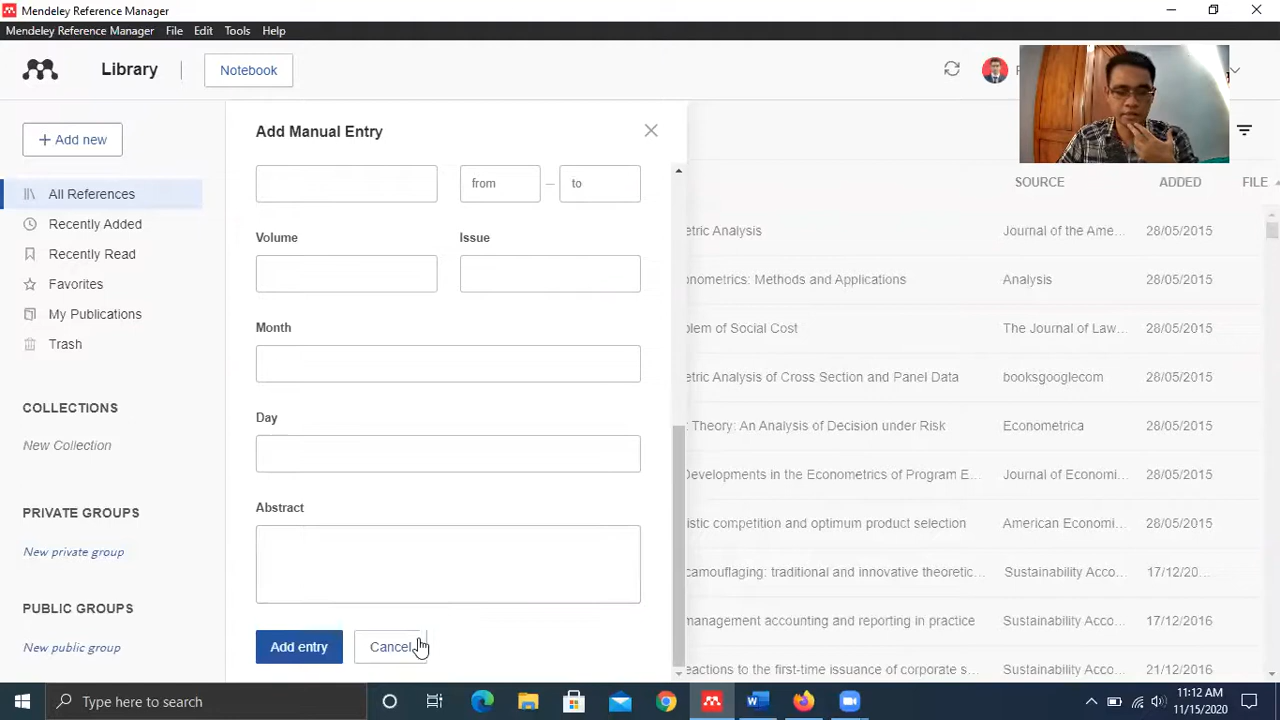 Mendeley Reference Manager
Mendeley Reference Manager File Edit Tools Help
Library Notebook
Add Manual Entry
+ Add new
All References
Recently Added
Recently Read
Favorites
My Publications
Trash
COLLECTIONS
New Collection
PRIVATE GROUPS
New private group
PUBLIC GROUPS
New public group
from – to
Volume Issue
Month
Day
Abstract
Add entry Cancel
SOURCE ADDED FILE
etric Analysis Journal of the Ame... 28/05/2015
onometrics: Methods and Applications Analysis 28/05/2015
blem of Social Cost The Journal of Law... 28/05/2015
etric Analysis of Cross Section and Panel Data booksgooglecom 28/05/2015
t Theory: An Analysis of Decision under Risk Econometrica 28/05/2015
Developments in the Econometrics of Program E... Journal of Economi... 28/05/2015
istic competition and optimum product selection American Economi... 28/05/2015
camouflaging: traditional and innovative theoretic... Sustainability Acco... 17/12/20...
management accounting and reporting in practice Sustainability Acco... 17/12/2016
eactions to the first-time issuance of corporate s... Sustainability Acco... 21/12/2016
Type here to search
11:12 AM
11/15/2020